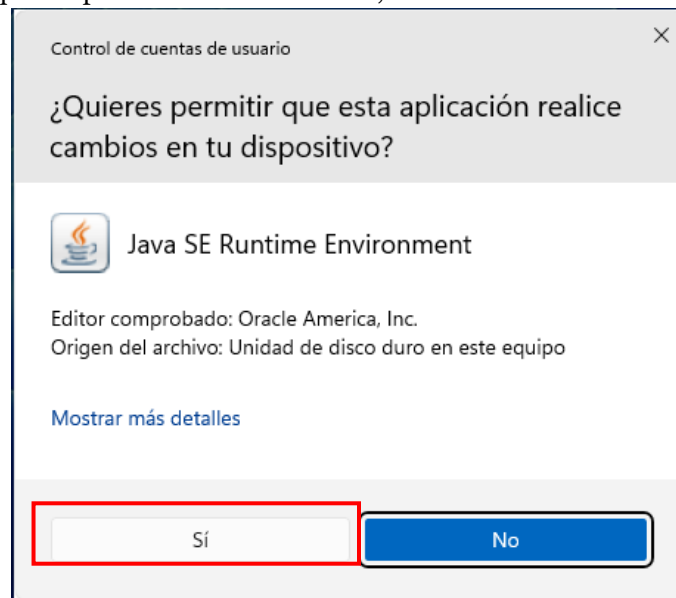 Control de cuentas de usuario
¿Quieres permitir que esta aplicación realice
cambios en tu dispositivo?
Java SE Runtime Environment
Editor comprobado: Oracle America, Inc.
Origen del archivo: Unidad de disco duro en este equipo
Mostrar más detalles
Sí
No